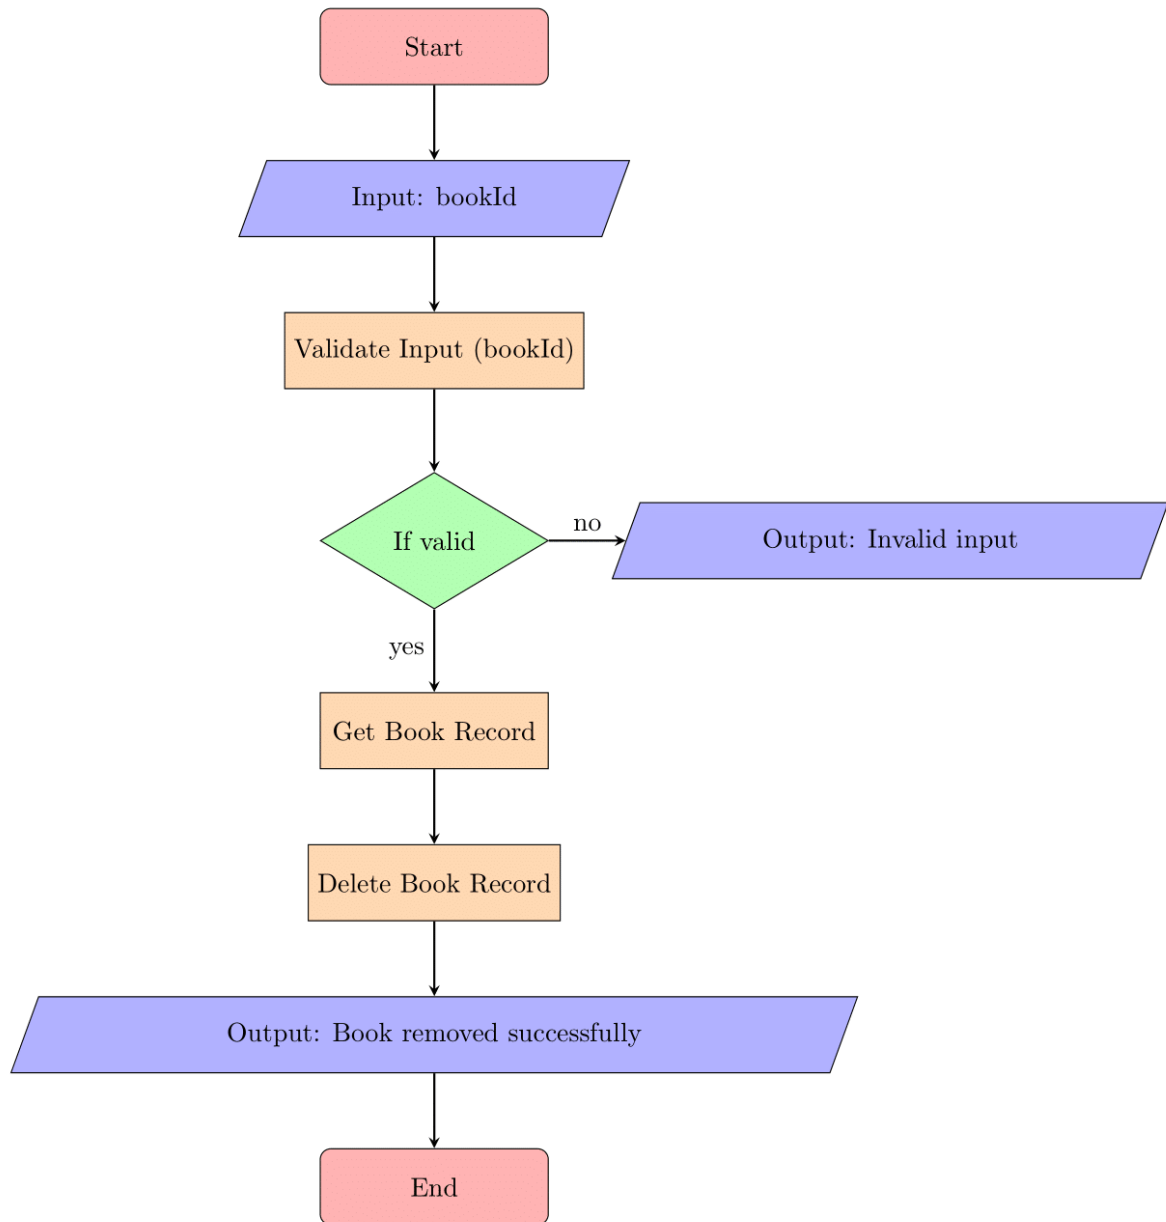 Start
Input: bookId
Validate Input (bookId)
If valid
no
Output: Invalid input
yes
Get Book Record
Delete Book Record
Output: Book removed successfully
End